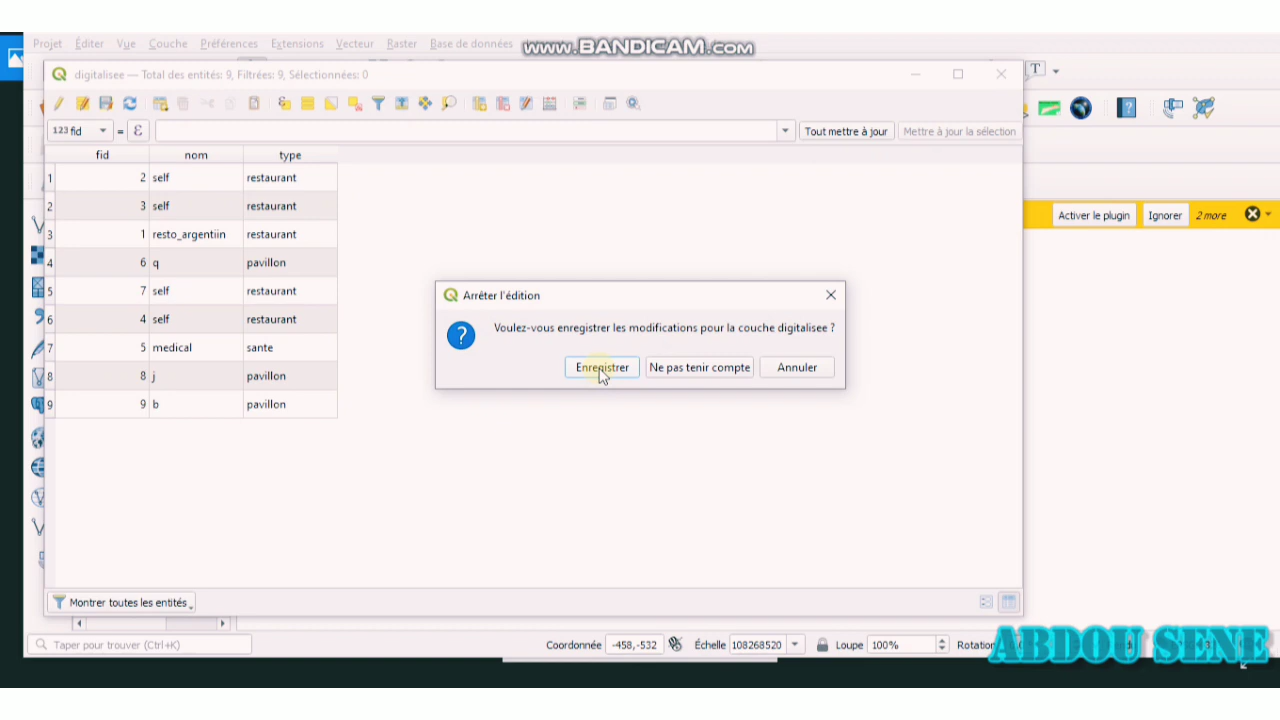 Projet Éditer Vue Couche Préférences Extensions Vecteur Raster Base de données
www.BANDICAM.com
digitalisee — Total des entités: 9, Filtrées: 9, Sélectionnées: 0
123 fid = ε Tout mettre à jour Mettre à jour la sélection
fid nom type
1 2 self restaurant
2 3 self restaurant
3 1 resto_argentiin restaurant
4 6 q pavillon
5 7 self restaurant
6 4 self restaurant
7 5 medical sante
8 8 j pavillon
9 9 b pavillon
Activer le plugin Ignorer 2 more
Arrêter l'édition
Voulez-vous enregistrer les modifications pour la couche digitalisee ?
Enregistrer Ne pas tenir compte Annuler
Montrer toutes les entités
Taper pour trouver (Ctrl+K) Coordonnée -458,-532 Échelle 108268520 Loupe 100% Rotation
ABDOU SENE